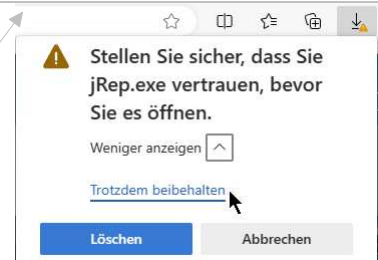 Stellen Sie sicher, dass Sie
jRep.exe vertrauen, bevor
Sie es öffnen.
Weniger anzeigen
Trotzdem beibehalten
Löschen Abbrechen